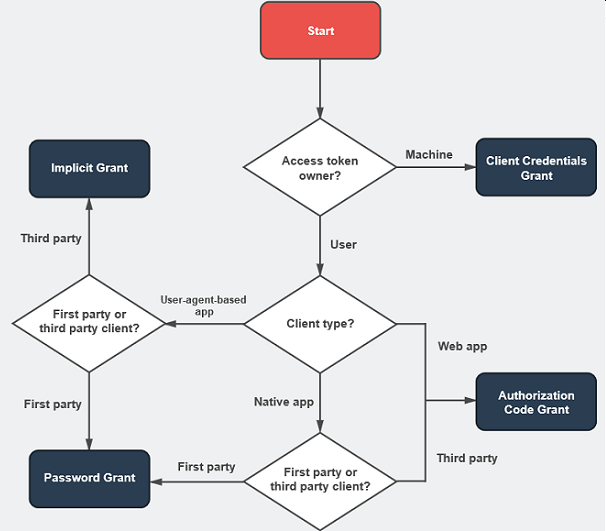 Start
Access token
owner?
Machine
Client Credentials
Grant
Implicit Grant
Third party
User
First party or
third party client?
User-agent-based
app
Client type?
Web app
First party
Native app
Authorization
Code Grant
Password Grant
First party
First party or
third party client?
Third party